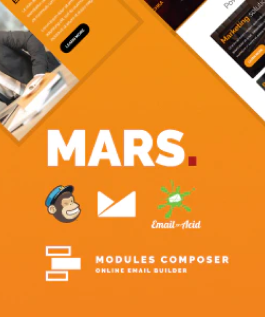 LEARN MORE
Marketing
MARS.
Email on Acid
MODULES COMPOSER
ONLINE EMAIL BUILDER